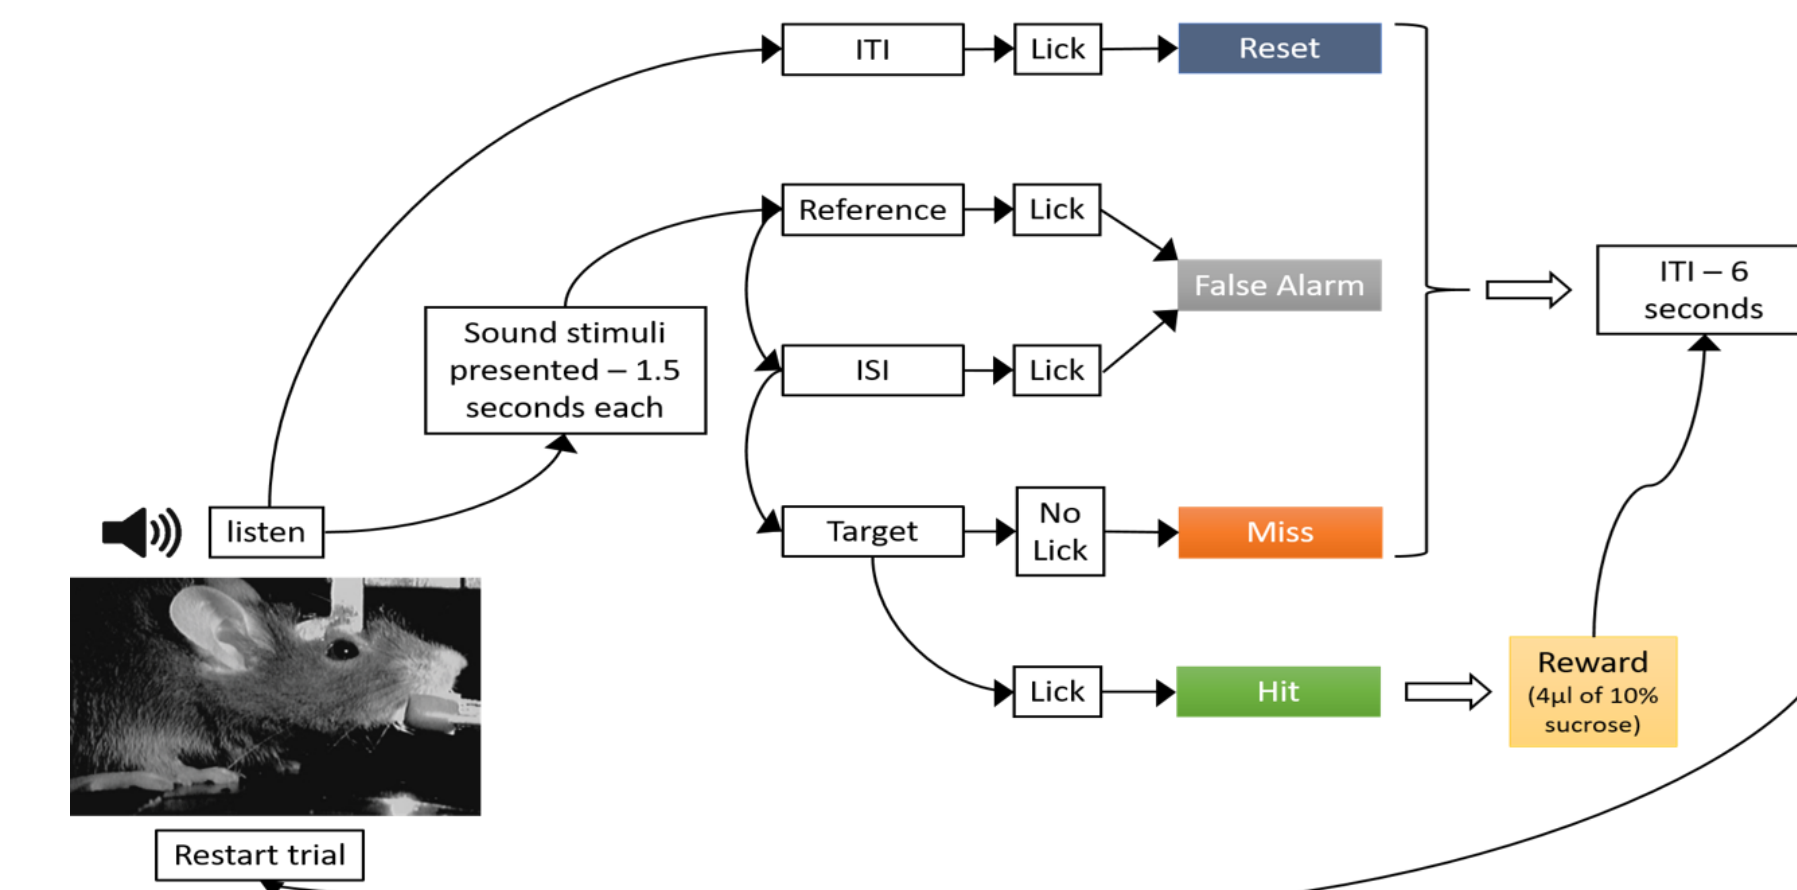 ITI
Lick
Reset
Reference
Lick
False Alarm
ITI – 6
seconds
Sound stimuli
presented – 1.5
seconds each
ISI
Lick
listen
Target
No
Lick
Miss
Lick
Hit
Reward
(4µl of 10%
sucrose)
Restart trial